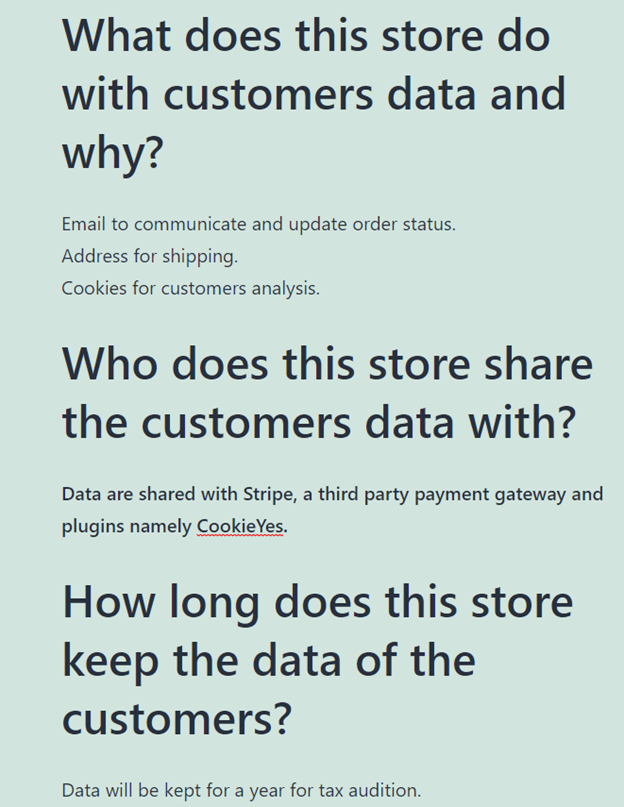 What does this store do
with customers data and
why?
Email to communicate and update order status.
Address for shipping.
Cookies for customers analysis.
Who does this store share
the customers data with?
Data are shared with Stripe, a third party payment gateway and
plugins namely CookieYes.
How long does this store
keep the data of the
customers?
Data will be kept for a year for tax audition.